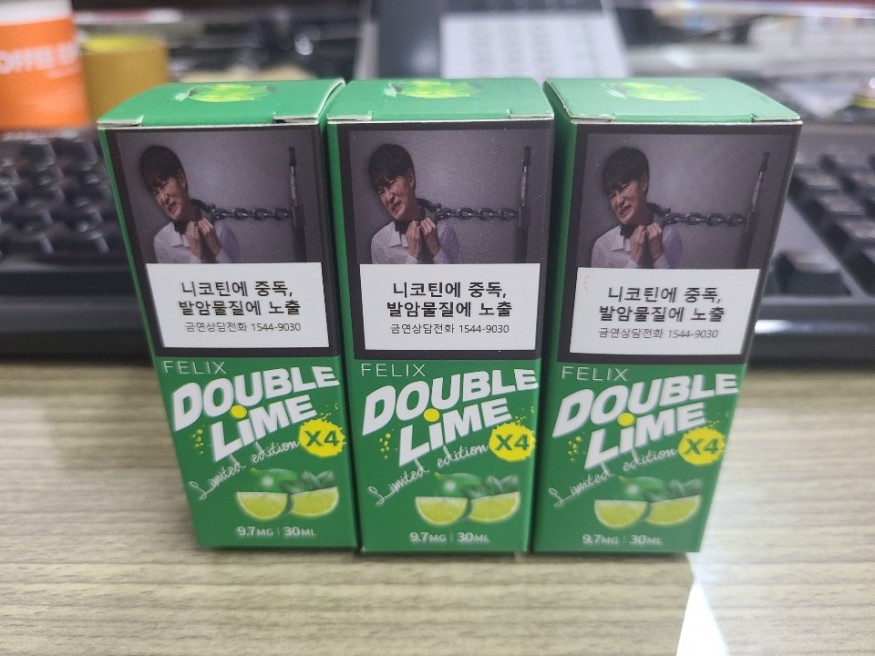 니코틴에 중독,
발암물질에 노출
금연상담전화 1544-9030
FELIX
DOUBLE
LiME
X4
Limited edition
9.7MG | 30ML
니코틴에 중독,
발암물질에 노출
금연상담전화 1544-9030
FELIX
DOUBLE
LiME
X4
Limited edition
9.7MG | 30ML
니코틴에 중독,
발암물질에 노출
금연상담전화 1544-9030
FELIX
DOUBLE
LiME
X4
Limited edition
9.7MG | 30ML